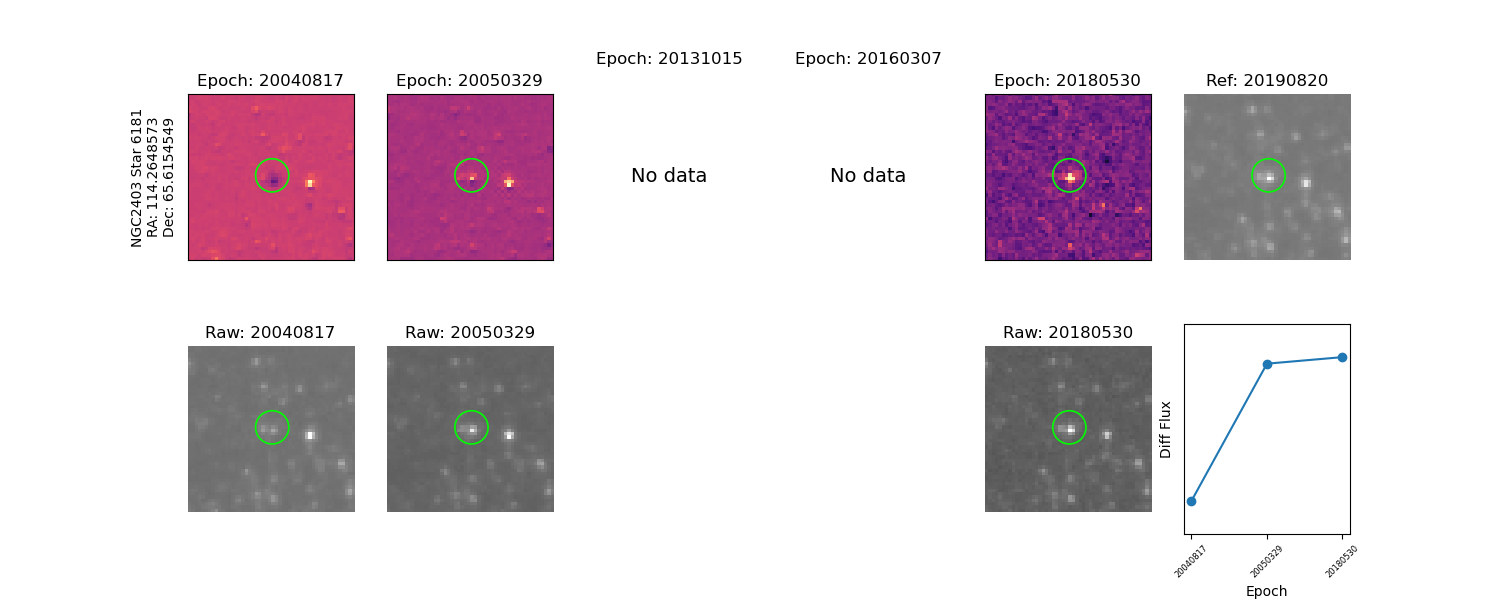 Epoch: 20131015
Epoch: 20160307
Epoch: 20040817
Epoch: 20050329
Epoch: 20180530
Ref: 20190820
NGC2403 Star 6181
RA: 114.2648573
Dec: 65.6154549
No data
No data
Raw: 20040817
Raw: 20050329
Raw: 20180530
Diff Flux
20040817
20050329
20180530
Epoch